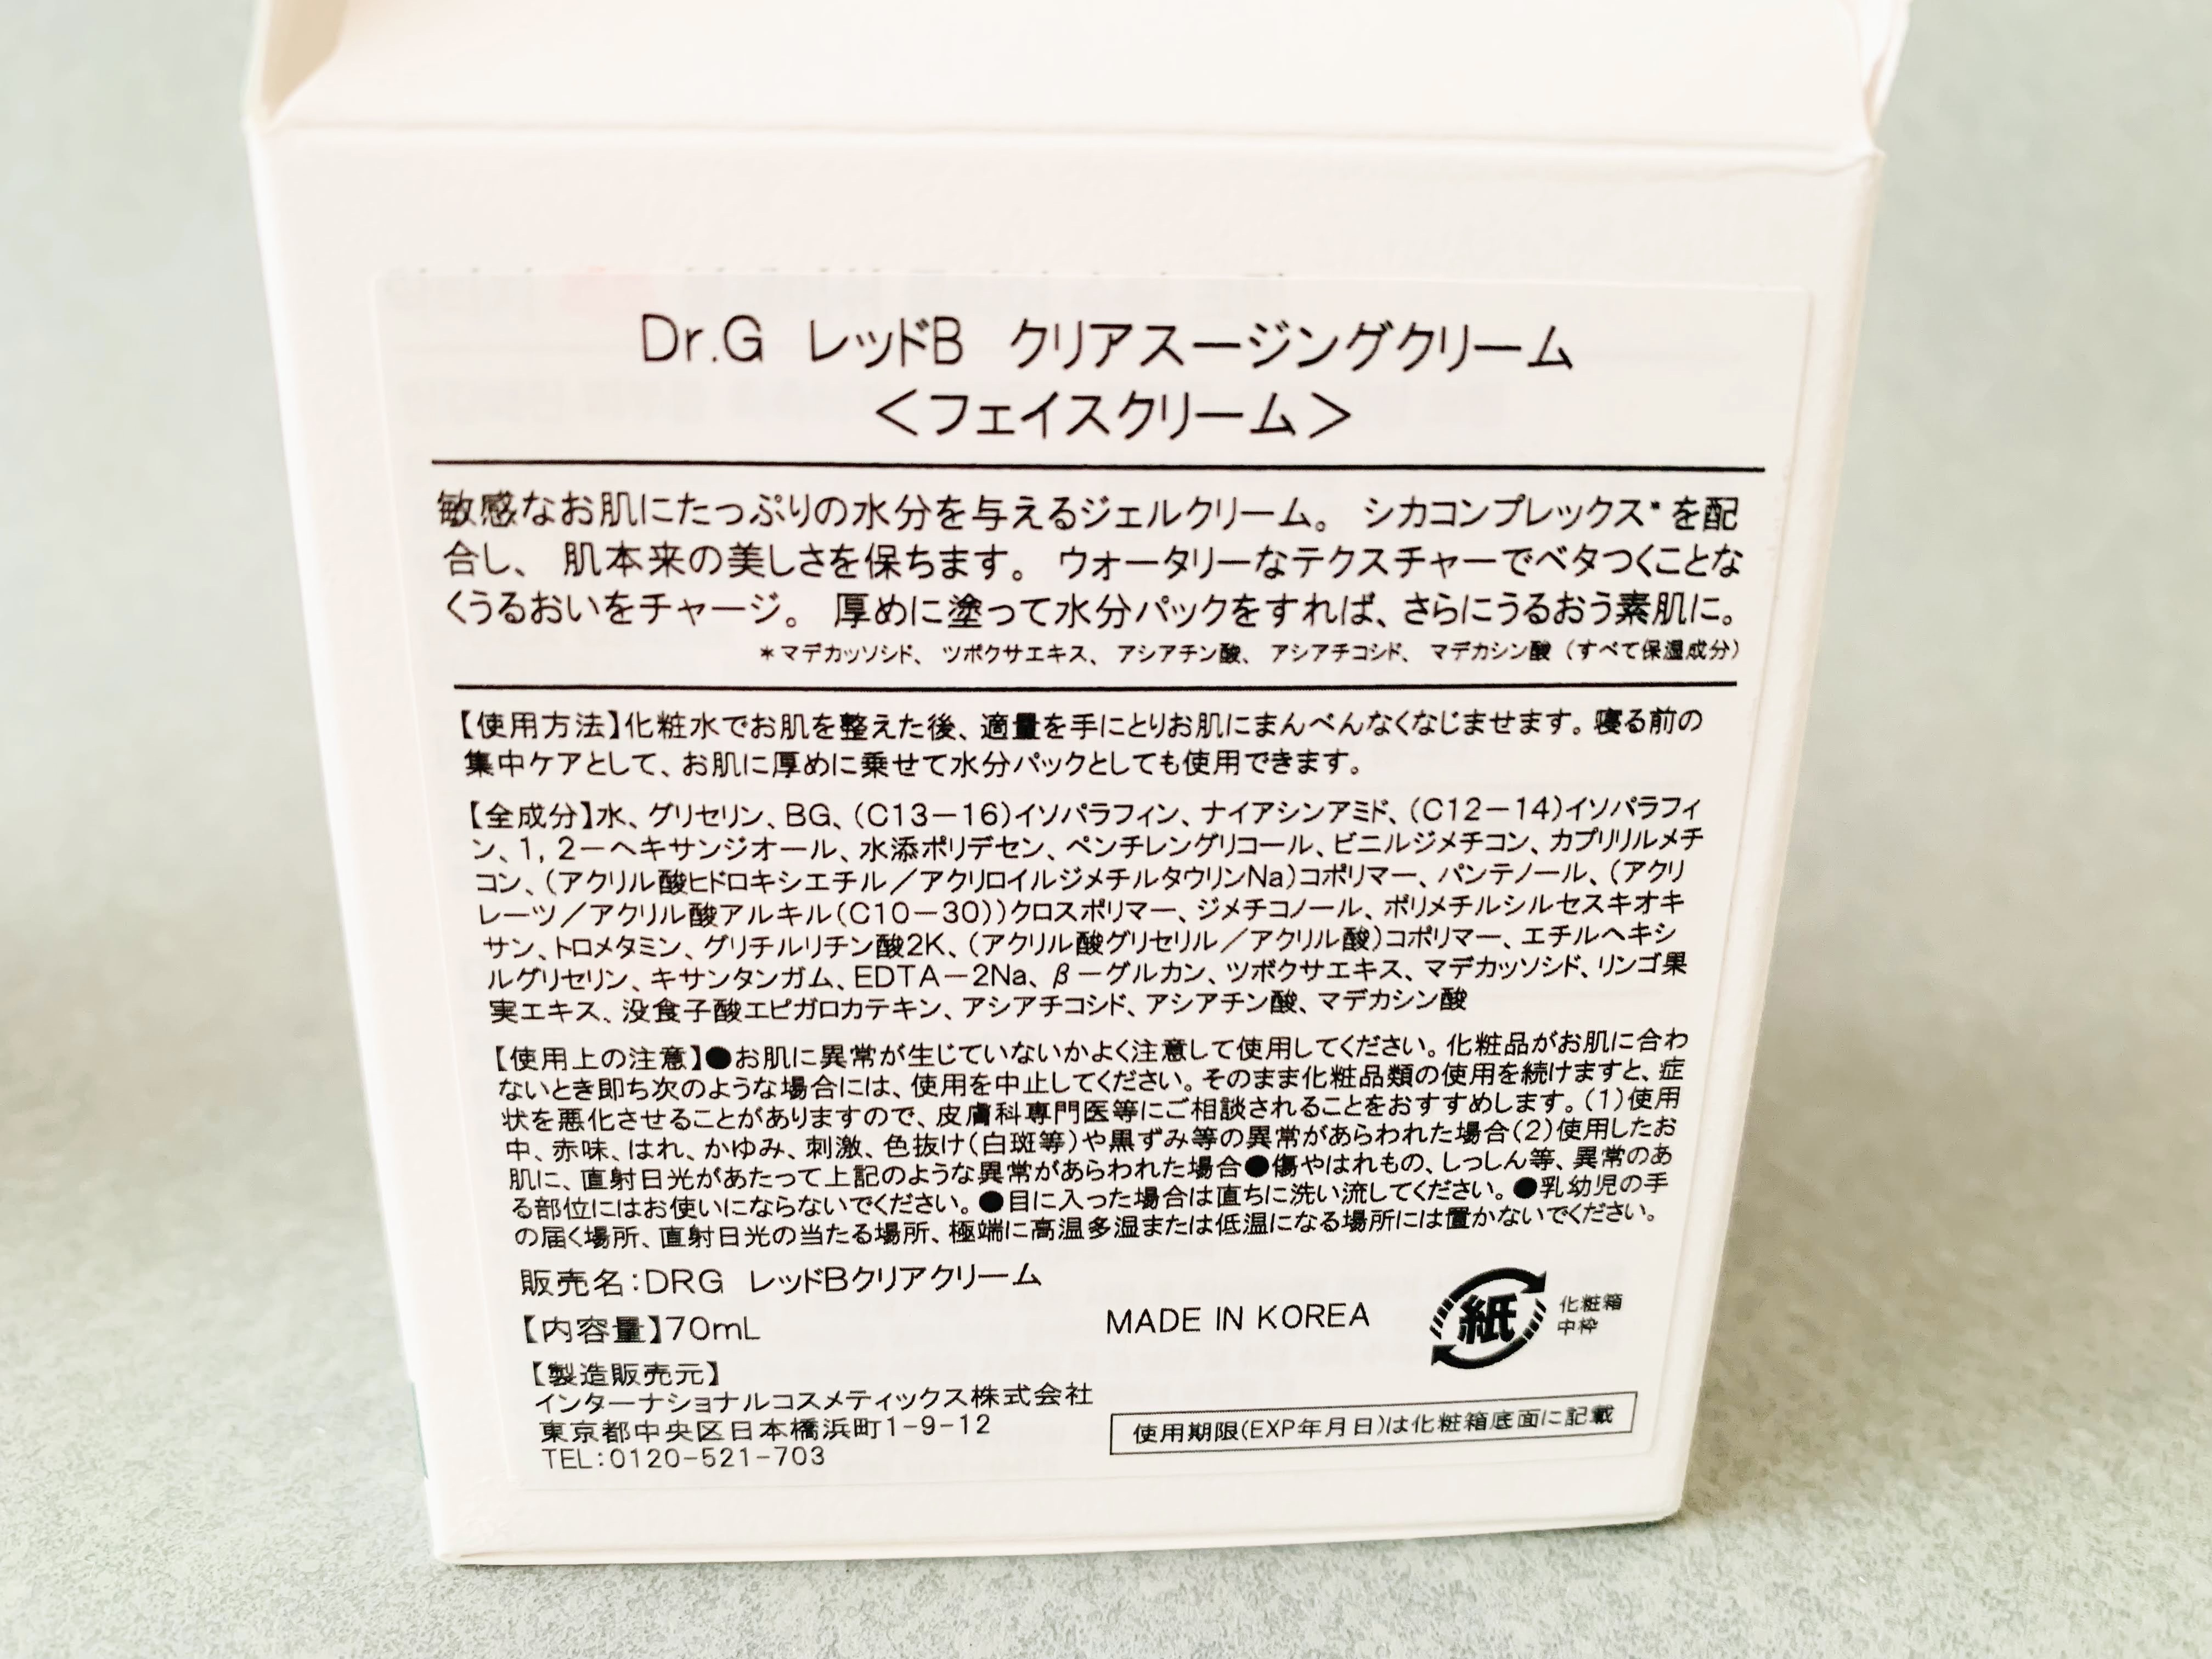 Dr.G レッドB クリアスージングクリーム
＜フェイスクリーム＞
敏感なお肌にたっぷりの水分を与えるジェルクリーム。 シカコンプレックス*を配
合し、 肌本来の美しさを保ちます。 ウォータリーなテクスチャーでベタつくことな
くうるおいをチャージ。 厚めに塗って水分パックをすれば、さらにうるおう素肌に。
*マデカッソシド、 ツボクサエキス、 アシアチン酸、 アシアチコシド、 マデカシン酸 (すべて保湿成分)
【使用方法】化粧水でお肌を整えた後、適量を手にとりお肌にまんべんなくなじませます。寝る前の
集中ケアとして、お肌に厚めに乗せて水分パックとしても使用できます。
【全成分】水、グリセリン、BG、(C13－16)イソパラフィン、ナイアシンアミド、(C12－14)イソパラフィ
ン、1，2－ヘキサンジオール、水添ポリデセン、ペンチレングリコール、ビニルジメチコン、カプリリルメチ
コン、(アクリル酸ヒドロキシエチル／アクリロイルジメチルタウリンNa)コポリマー、パンテノール、(アクリ
レーツ／アクリル酸アルキル(C10－30))クロスポリマー、ジメチコノール、ポリメチルシルセスキオキ
サン、トロメタミン、グリチルリチン酸2K、(アクリル酸グリセリル／アクリル酸)コポリマー、エチルヘキシ
ルグリセリン、キサンタンガム、EDTA－2Na、β－グルカン、ツボクサエキス、マデカッソシド、リンゴ果
実エキス、没食子酸エピガロカテキン、アシアチコシド、アシアチン酸、マデカシン酸
【使用上の注意】●お肌に異常が生じていないかよく注意して使用してください。化粧品がお肌に合わ
ないとき即ち次のような場合には、使用を中止してください。そのまま化粧品類の使用を続けますと、症
状を悪化させることがありますので、皮膚科専門医等にご相談されることをおすすめします。(1)使用
中、赤味、はれ、かゆみ、刺激、色抜け(白斑等)や黒ずみ等の異常があらわれた場合(2)使用したお
肌に、直射日光があたって上記のような異常があらわれた場合●傷やはれもの、しっしん等、異常のあ
る部位にはお使いにならないでください。●目に入った場合は直ちに洗い流してください。●乳幼児の手
の届く場所、直射日光の当たる場所、極端に高温多湿または低温になる場所には置かないでください。
販売名：DRG レッドBクリアクリーム
【内容量】70mL
MADE IN KOREA
紙
化粧箱
中枠
【製造販売元】
インターナショナルコスメティックス株式会社
東京都中央区日本橋浜町1-9-12
TEL：0120-521-703
使用期限(EXP年月日)は化粧箱底面に記載